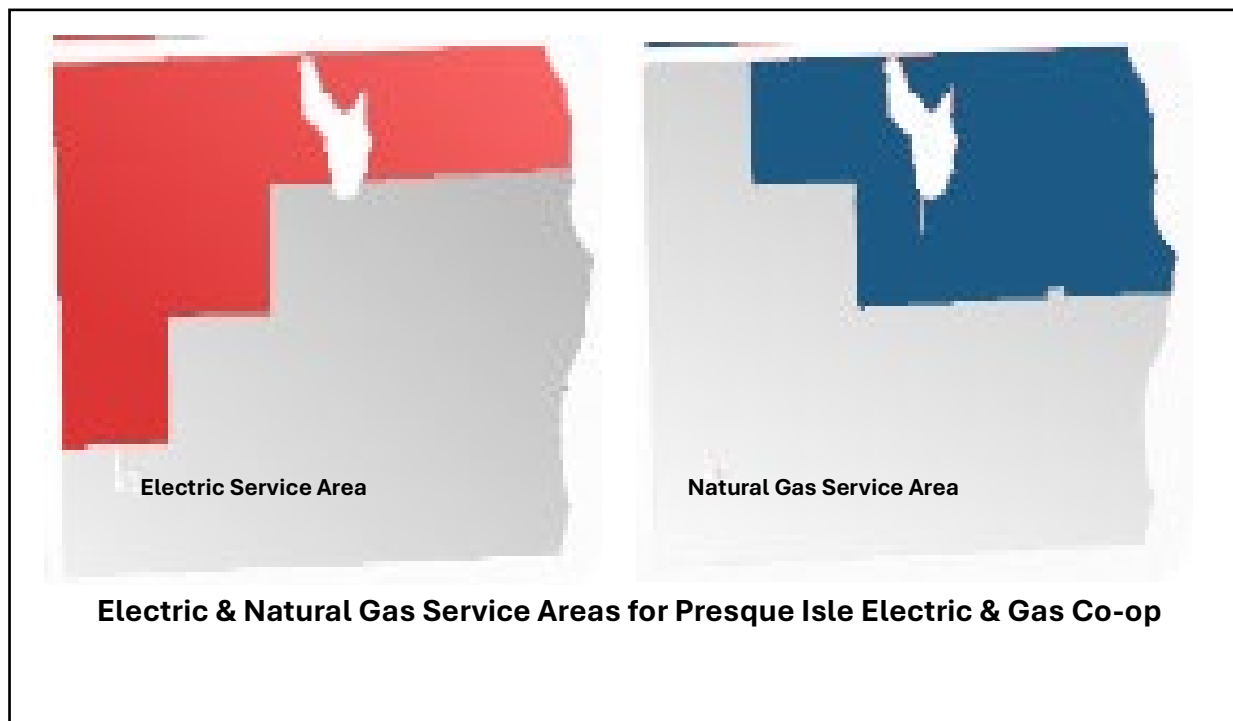 Electric Service Area
Natural Gas Service Area
Electric & Natural Gas Service Areas for Presque Isle Electric & Gas Co-op